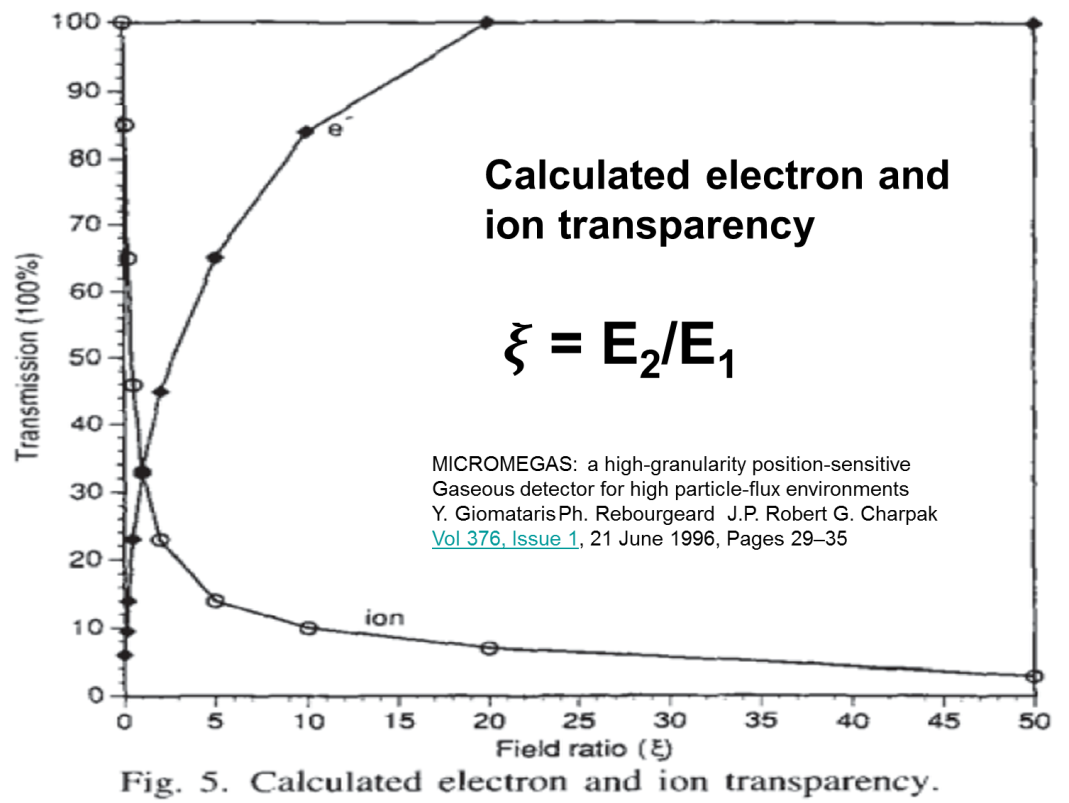 100
90
80
70
60
50
40
30
20
10
0
Transmission (100%)
e-
Calculated electron and
ion transparency
ξ = E2/E1
MICROMEGAS: a high-granularity position-sensitive
Gaseous detector for high particle-flux environments
Y. Giomataris Ph. Rebourgeard J.P. Robert G. Charpak
Vol 376, Issue 1, 21 June 1996, Pages 29–35
ion
0 5 10 15 20 25 30 35 40 45 50
Field ratio (ξ)
Fig. 5. Calculated electron and ion transparency.